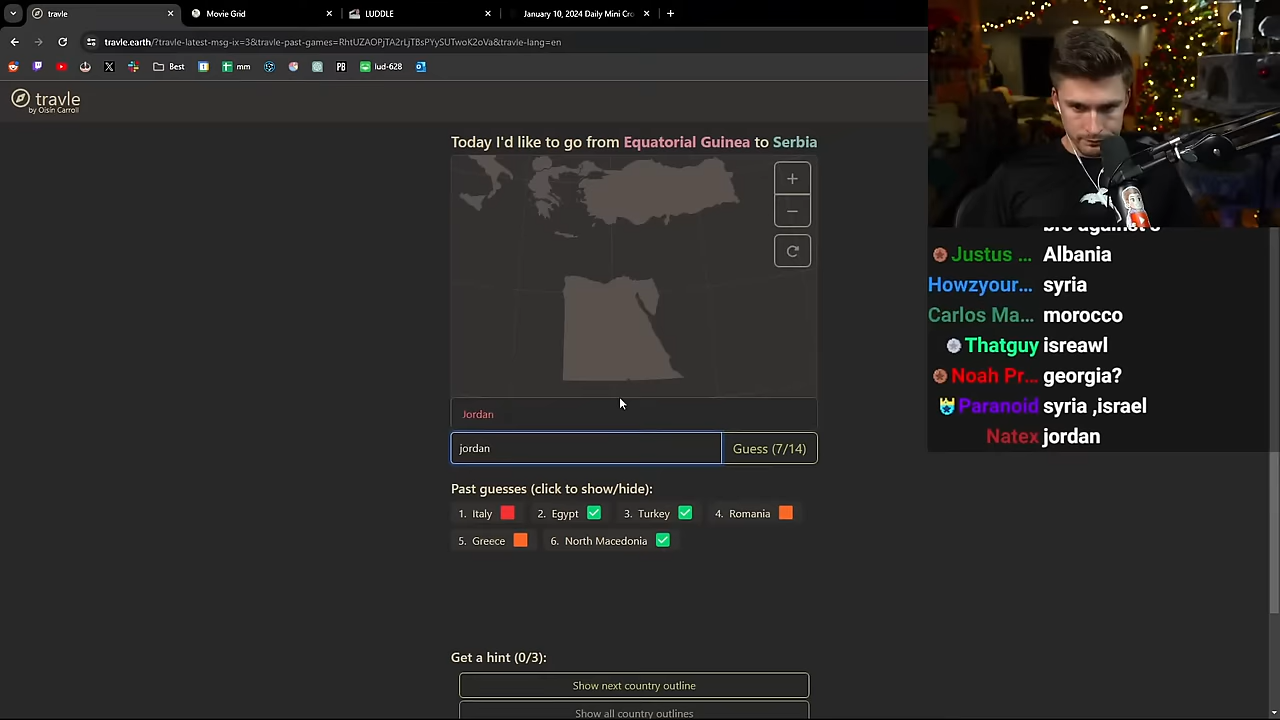 travle
Movie Grid
LUDDLE
January 10, 2024 Daily Mini Cro
travle.earth/?travle-latest-msg-ix=3&travle-past-games=RhtUZAOPjTA2rLjTBsPYySUTwoK2oVa&travle-lang=en
Best
mm
iud-628
travle
by Oisin Carroll
Today I'd like to go from Equatorial Guinea to Serbia
+
−
Jordan
jordan
Guess (7/14)
Past guesses (click to show/hide):
1. Italy
2. Egypt
3. Turkey
4. Romania
5. Greece
6. North Macedonia
Get a hint (0/3):
Show next country outline
Show all country outlines
Justus ... Albania
Howzyour... syria
Carlos Ma... morocco
Thatguy isreawl
Noah Pr... georgia?
Paranoid syria ,israel
Natex jordan